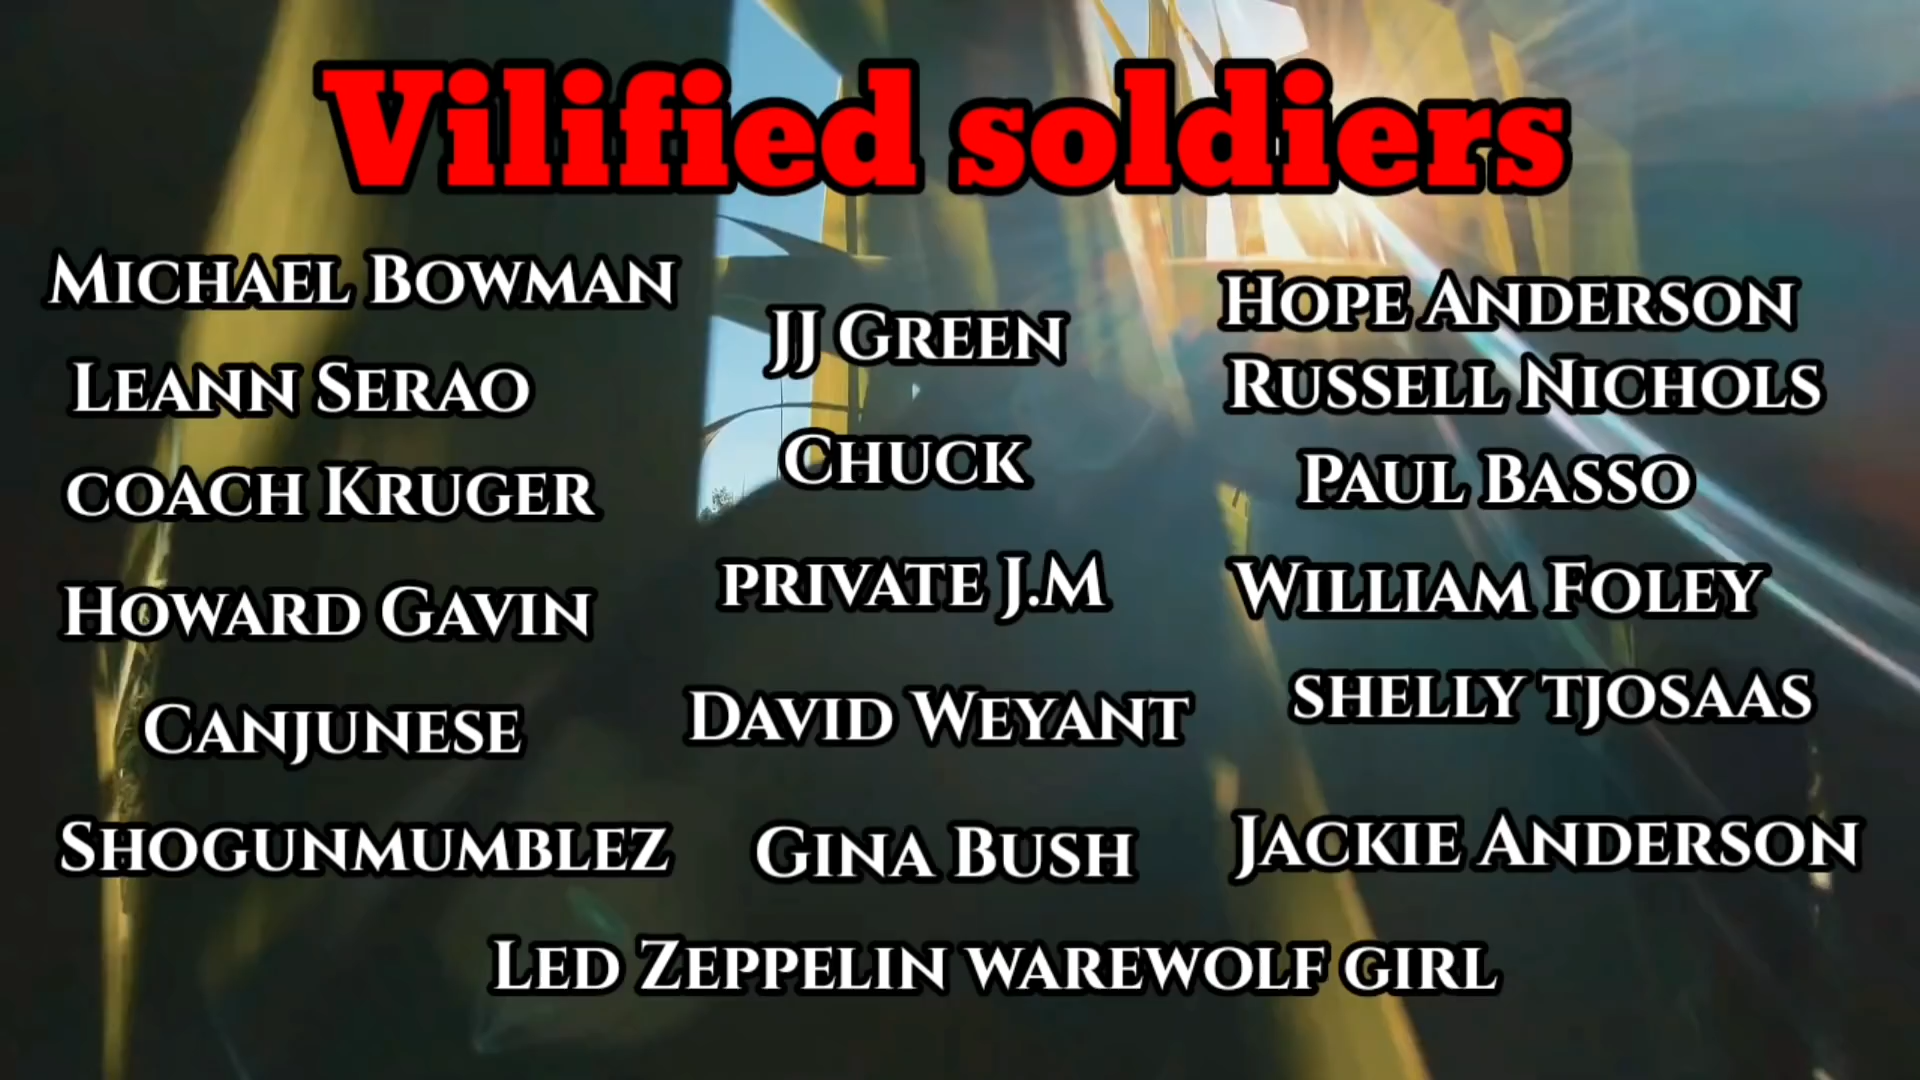 Vilified soldiers
Michael Bowman
Leann Serao
coach Kruger
Howard Gavin
Canjunese
Shogunmumblez
JJ Green
Chuck
private J.M
David Weyant
Gina Bush
Hope Anderson
Russell Nichols
Paul Basso
William Foley
shelly tjosaas
Jackie Anderson
Led Zeppelin warewolf girl